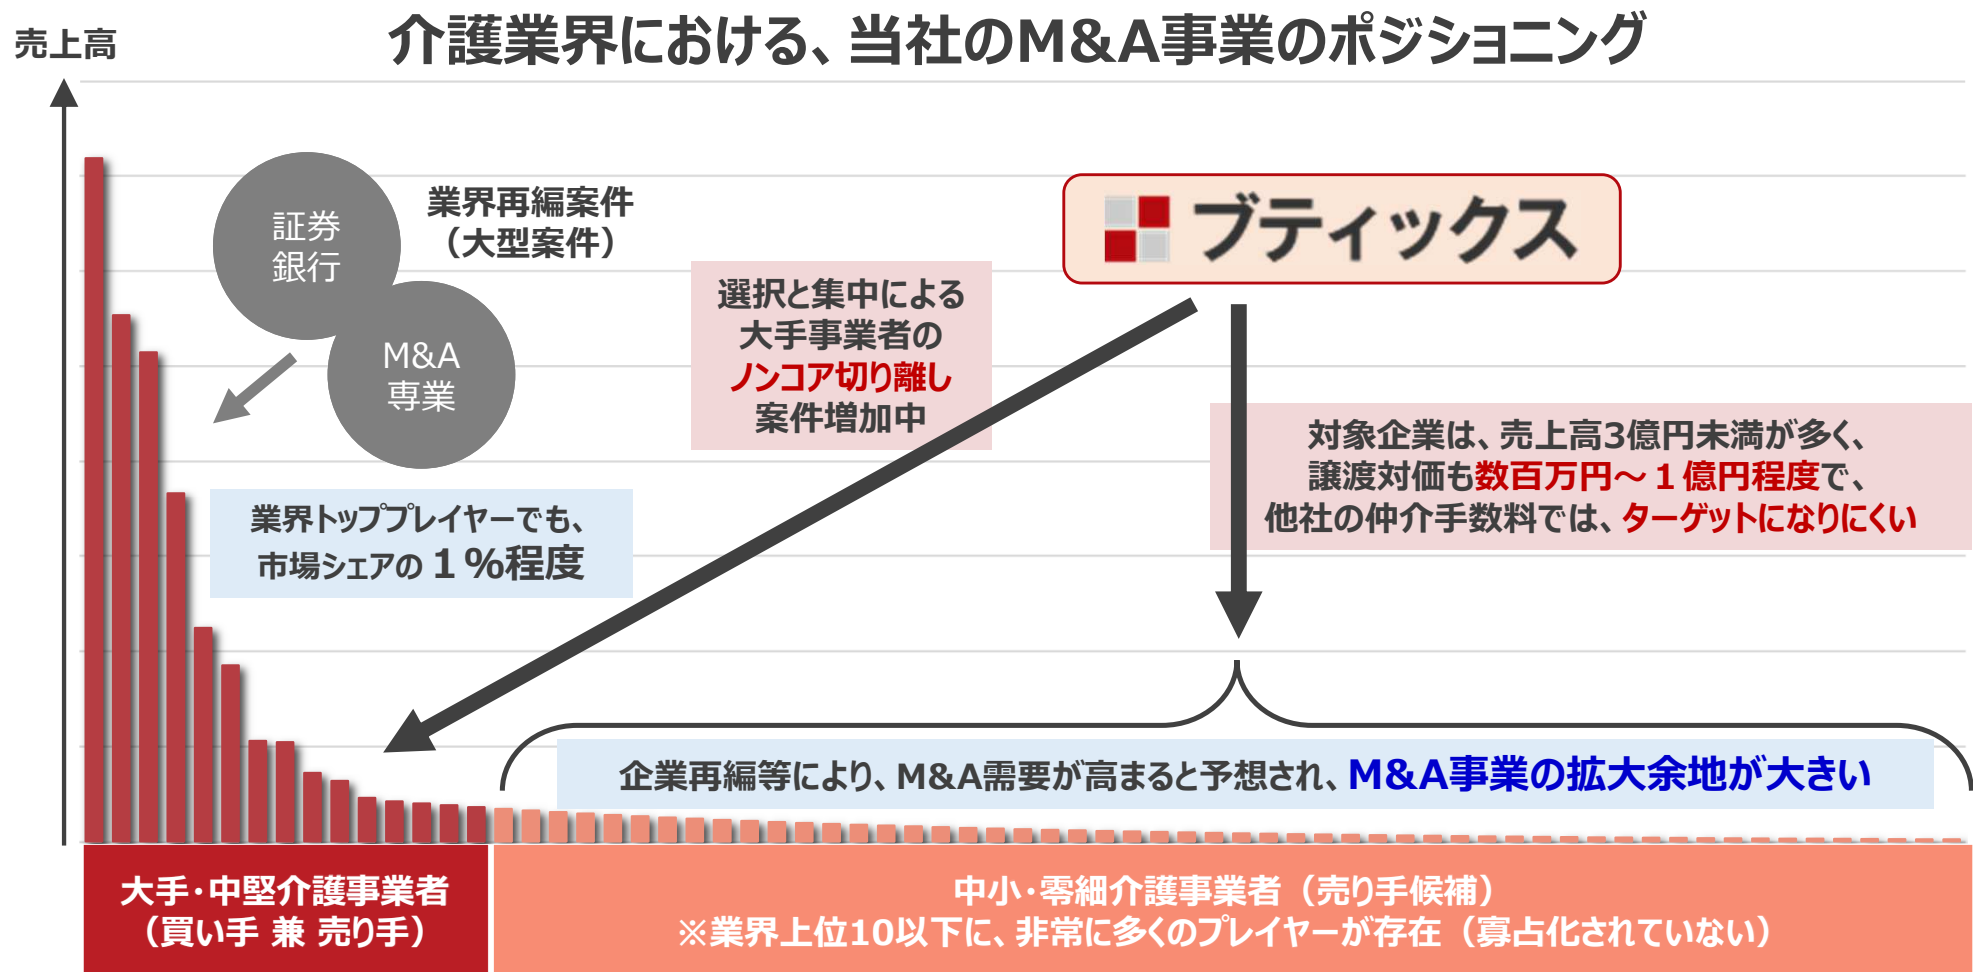 介護業界における、当社のM&A事業のポジショニング
売上高
証券
銀行
業界再編案件
（大型案件）
M&A
専業
ブティックス
選択と集中による
大手事業者の
ノンコア切り離し
案件増加中
対象企業は、売上高3億円未満が多く、
譲渡対価も数百万円～１億円程度で、
他社の仲介手数料では、ターゲットになりにくい
業界トッププレイヤーでも、
市場シェアの１%程度
企業再編等により、M&A需要が高まると予想され、M&A事業の拡大余地が大きい
大手・中堅介護事業者
（買い手 兼 売り手）
中小・零細介護事業者（売り手候補）
※業界上位10以下に、非常に多くのプレイヤーが存在（寡占化されていない）